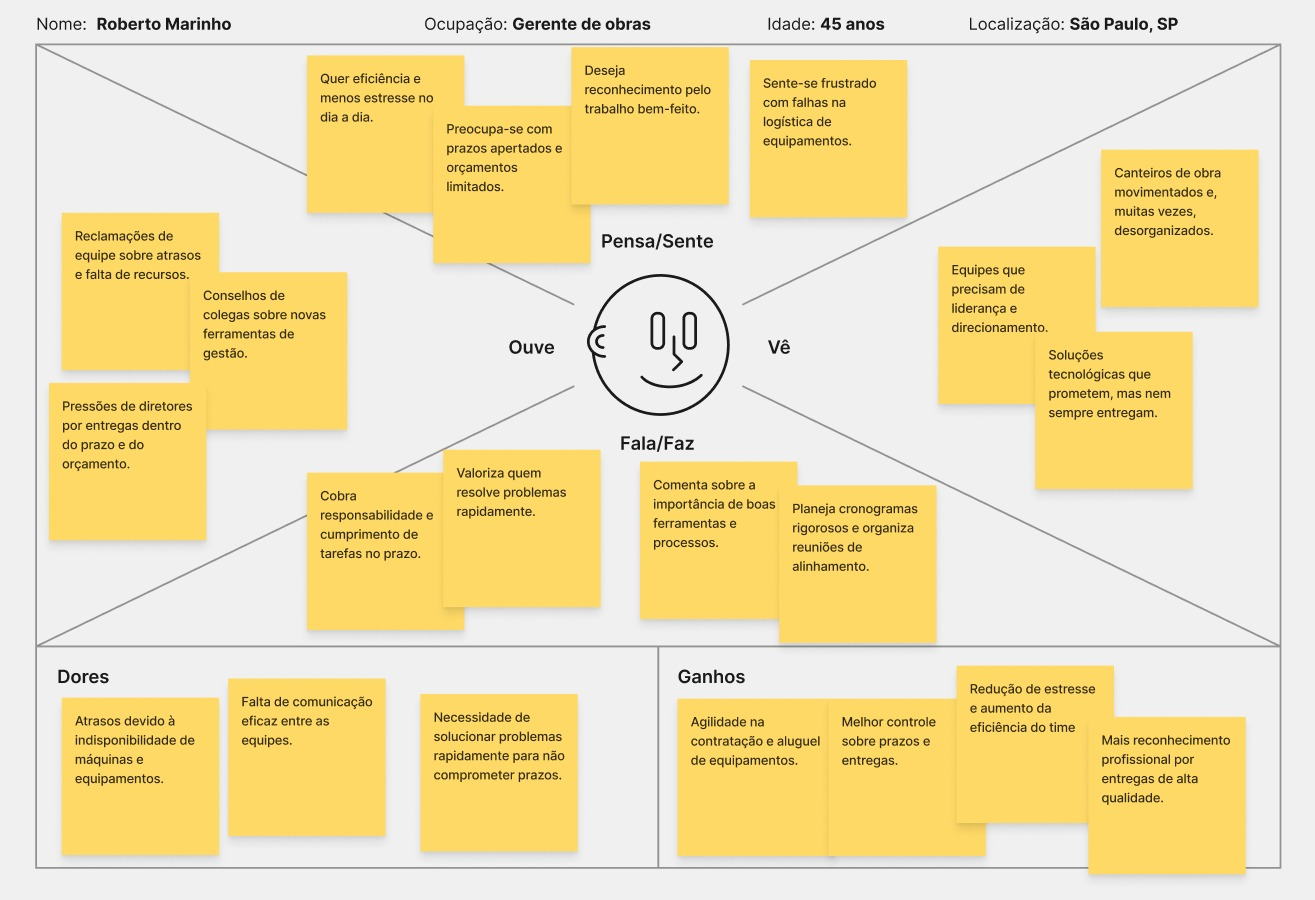 Nome: Roberto Marinho
Ocupação: Gerente de obras
Idade: 45 anos
Localização: São Paulo, SP
Quer eficiência e
menos estresse no
dia a dia.
Preocupa-se com
prazos apertados e
orçamentos
limitados.
Deseja
reconhecimento pelo
trabalho bem-feito.
Sente-se frustrado
com falhas na
logística de
equipamentos.
Pensa/Sente
Reclamações de
equipe sobre atrasos
e falta de recursos.
Conselhos de
colegas sobre novas
ferramentas de
gestão.
Pressões de diretores
por entregas dentro
do prazo e do
orçamento.
Ouve
Vê
Canteiros de obra
movimentados e,
muitas vezes,
desorganizados.
Equipes que
precisam de
liderança e
direcionamento.
Soluções
tecnológicas que
prometem, mas nem
sempre entregam.
Fala/Faz
Cobra
responsabilidade e
cumprimento de
tarefas no prazo.
Valoriza quem
resolve problemas
rapidamente.
Comenta sobre a
importância de boas
ferramentas e
processos.
Planeja cronogramas
rigorosos e organiza
reuniões de
alinhamento.
Dores
Atrasos devido à
indisponibilidade de
máquinas e
equipamentos.
Falta de comunicação
eficaz entre as
equipes.
Necessidade de
solucionar problemas
rapidamente para não
comprometer prazos.
Ganhos
Agilidade na
contratação e aluguel
de equipamentos.
Melhor controle
sobre prazos e
entregas.
Redução de estresse
e aumento da
eficiência do time
Mais reconhecimento
profissional por
entregas de alta
qualidade.